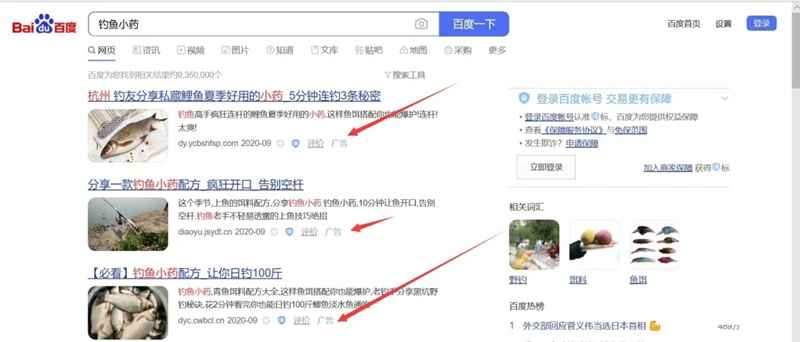 Bai du 百度
钓鱼小药
百度一下
百度首页 设置 登录
网页 资讯 视频 图片 知道 文库 贴吧 地图 采购 更多
百度为您找到相关结果约9,350,000个
搜索工具
杭州 钓友分享私藏鲤鱼夏季好用的小药_5分钟连钓3条秘密
钓鱼高手疯狂连杆的鲤鱼夏季好用的小药,这样鱼饵搭配你也能爆护!连杆!
太爽!
dy.ycbshfsp.com 2020-09 评价 广告
分享一款钓鱼小药配方_疯狂开口_告别空杆
这个季节,上鱼的饵料配方,分享钓鱼小药 钓鱼小药,10分钟让鱼开口,告别
空杆.钓鱼老手不轻易透露的上鱼技巧绝招
diaoyu.jsydt.cn 2020-09 评价 广告
【必看】钓鱼小药配方_让你日钓100斤
钓鱼小药,青鱼饵料配方大全,这样鱼饵搭配你也能爆护,老钓手分享黑坑野
钓秘诀,花2分钟看完你也能日钓100斤鲫鱼淡水鱼通
dyc.cwbcl.cn 2020-09 评价 广告
登录百度帐号 交易更有保障
登录百度帐号认准 标、百度为您提供权益保障
查看《保障服务协议》与免保范围
发生欺诈？申请保障
立即登录
加入商家保障 获得 标
相关词汇
野钓 饵料 鱼饵
百度热榜
1 外交部回应菅义伟当选日本首相